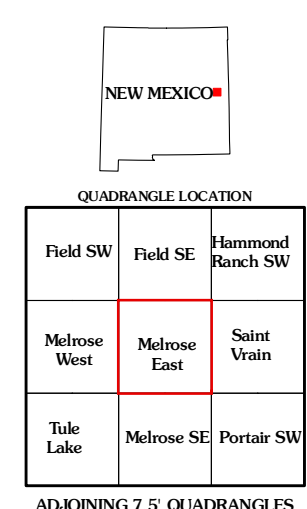 NEW MEXICO
QUADRANGLE LOCATION
Field SW
Field SE
Hammond
Ranch SW
Melrose
West
Melrose
East
Saint
Vrain
Tule
Lake
Melrose SE
Portair SW
ADJOINING 7.5' QUADRANGLES